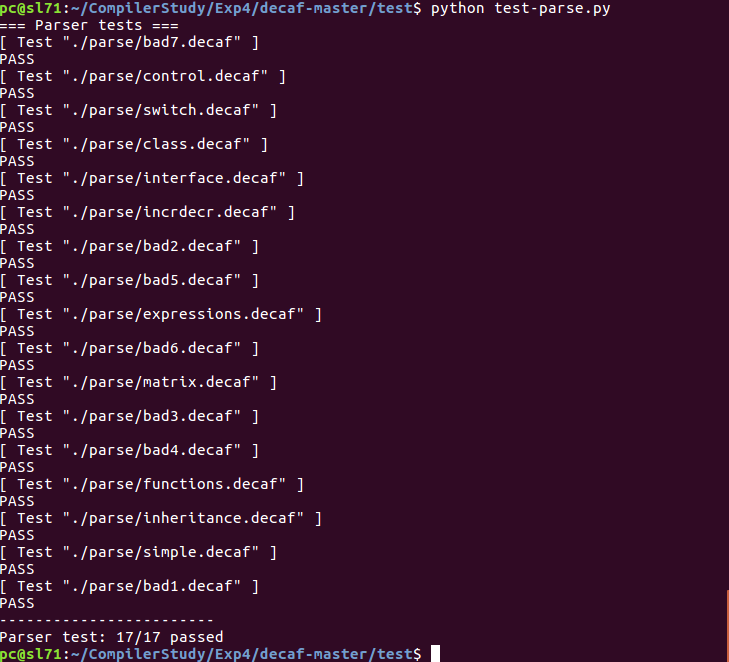 pc@sl71:~/CompilerStudy/Exp4/decaf-master/test$ python test-parse.py
=== Parser tests ===
[ Test "./parse/bad7.decaf" ]
PASS
[ Test "./parse/control.decaf" ]
PASS
[ Test "./parse/switch.decaf" ]
PASS
[ Test "./parse/class.decaf" ]
PASS
[ Test "./parse/interface.decaf" ]
PASS
[ Test "./parse/incrdecr.decaf" ]
PASS
[ Test "./parse/bad2.decaf" ]
PASS
[ Test "./parse/bad5.decaf" ]
PASS
[ Test "./parse/expressions.decaf" ]
PASS
[ Test "./parse/bad6.decaf" ]
PASS
[ Test "./parse/matrix.decaf" ]
PASS
[ Test "./parse/bad3.decaf" ]
PASS
[ Test "./parse/bad4.decaf" ]
PASS
[ Test "./parse/functions.decaf" ]
PASS
[ Test "./parse/inheritance.decaf" ]
PASS
[ Test "./parse/simple.decaf" ]
PASS
[ Test "./parse/bad1.decaf" ]
PASS
------------------------
Parser test: 17/17 passed
pc@sl71:~/CompilerStudy/Exp4/decaf-master/test$